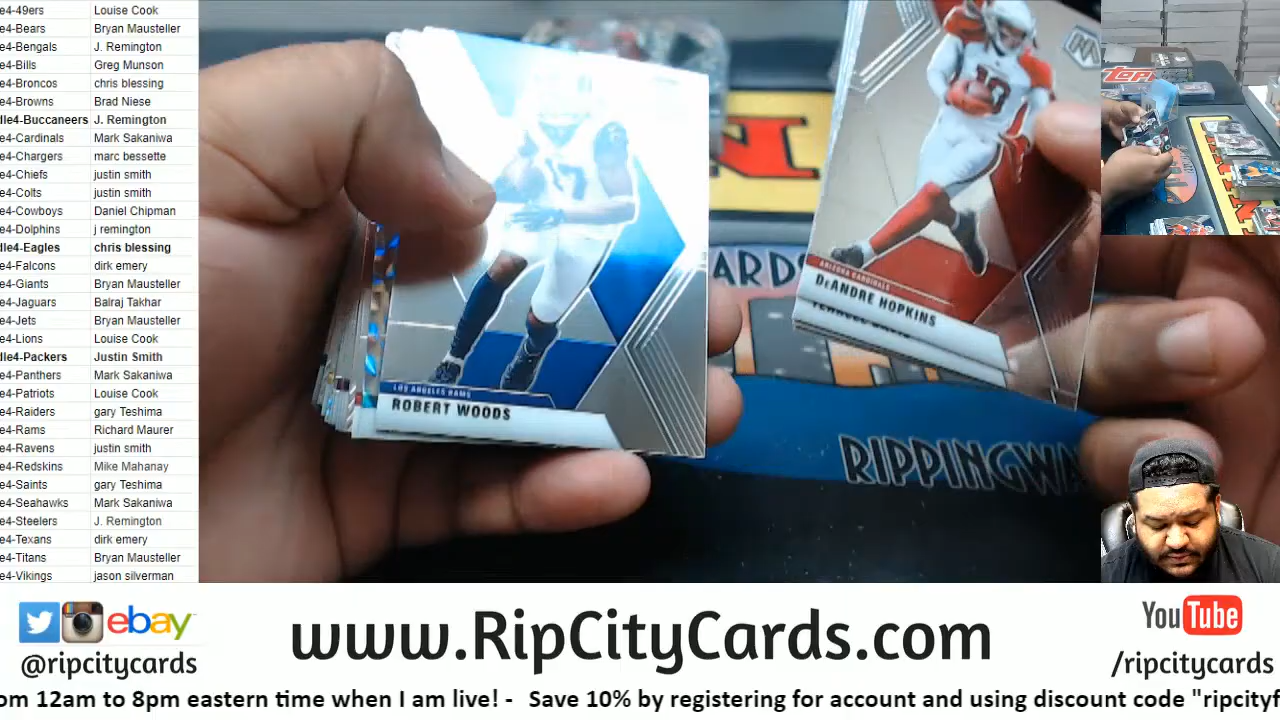 e4-49ers Louise Cook
e4-Bears Bryan Mausteller
e4-Bengals J. Remington
e4-Bills Greg Munson
e4-Broncos chris blessing
e4-Browns Brad Niese
dle4-Buccaneers J. Remington
e4-Cardinals Mark Sakaniwa
e4-Chargers marc bessette
e4-Chiefs justin smith
e4-Colts justin smith
e4-Cowboys Daniel Chipman
e4-Dolphins j remington
dle4-Eagles chris blessing
e4-Falcons dirk emery
e4-Giants Bryan Mausteller
e4-Jaguars Balraj Takhar
e4-Jets Bryan Mausteller
e4-Lions Louise Cook
dle4-Packers Justin Smith
e4-Panthers Mark Sakaniwa
e4-Patriots Louise Cook
e4-Raiders gary Teshima
e4-Rams Richard Maurer
e4-Ravens justin smith
e4-Redskins Mike Mahanay
e4-Saints gary Teshima
e4-Seahawks Mark Sakaniwa
e4-Steelers J. Remington
e4-Texans dirk emery
e4-Titans Bryan Mausteller
e4-Vikings jason silverman
LOS ANGELES RAMS
ROBERT WOODS
17
10
ARIZONA CARDINALS
DEANDRE HOPKINS
N
ARDS
RIPPINGWA
TOPP
ebay
@ripcitycards
www.RipCityCards.com
YouTube
/ripcitycards
om 12am to 8pm eastern time when I am live! - Save 10% by registering for account and using discount code "ripcityf